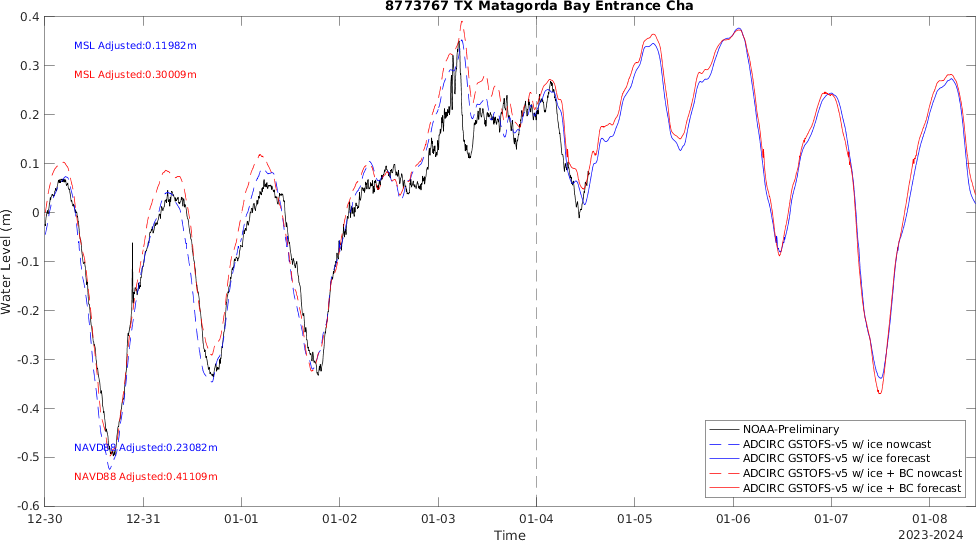 8773767 TX Matagorda Bay Entrance Cha
0.4
0.3
0.2
0.1
0
-0.1
-0.2
-0.3
-0.4
-0.5
-0.6
Water Level (m)
MSL Adjusted:0.11982m
MSL Adjusted:0.30009m
NAVD88 Adjusted:0.23082m
NAVD88 Adjusted:0.41109m
NOAA-Preliminary
ADCIRC GSTOFS-v5 w/ ice nowcast
ADCIRC GSTOFS-v5 w/ ice forecast
ADCIRC GSTOFS-v5 w/ ice + BC nowcast
ADCIRC GSTOFS-v5 w/ ice + BC forecast
12-30 12-31 01-01 01-02 01-03 01-04 01-05 01-06 01-07 01-08
Time
2023-2024